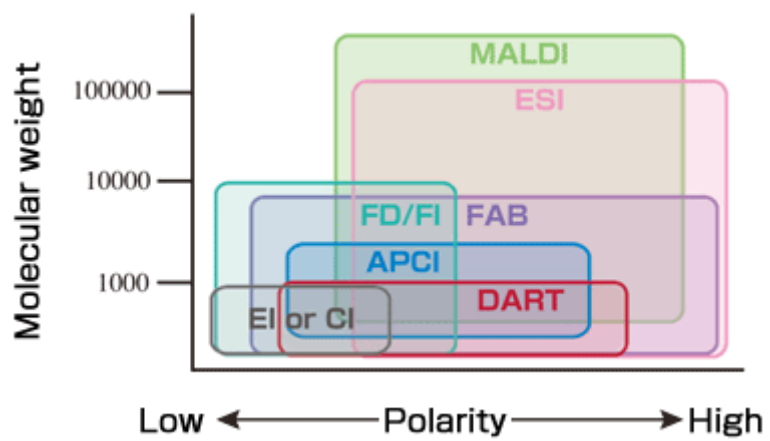 MALDI
100000
ESI
10000
FD/FI FAB
APCI
1000
DART
EI or CI
Molecular weight
Low Polarity High